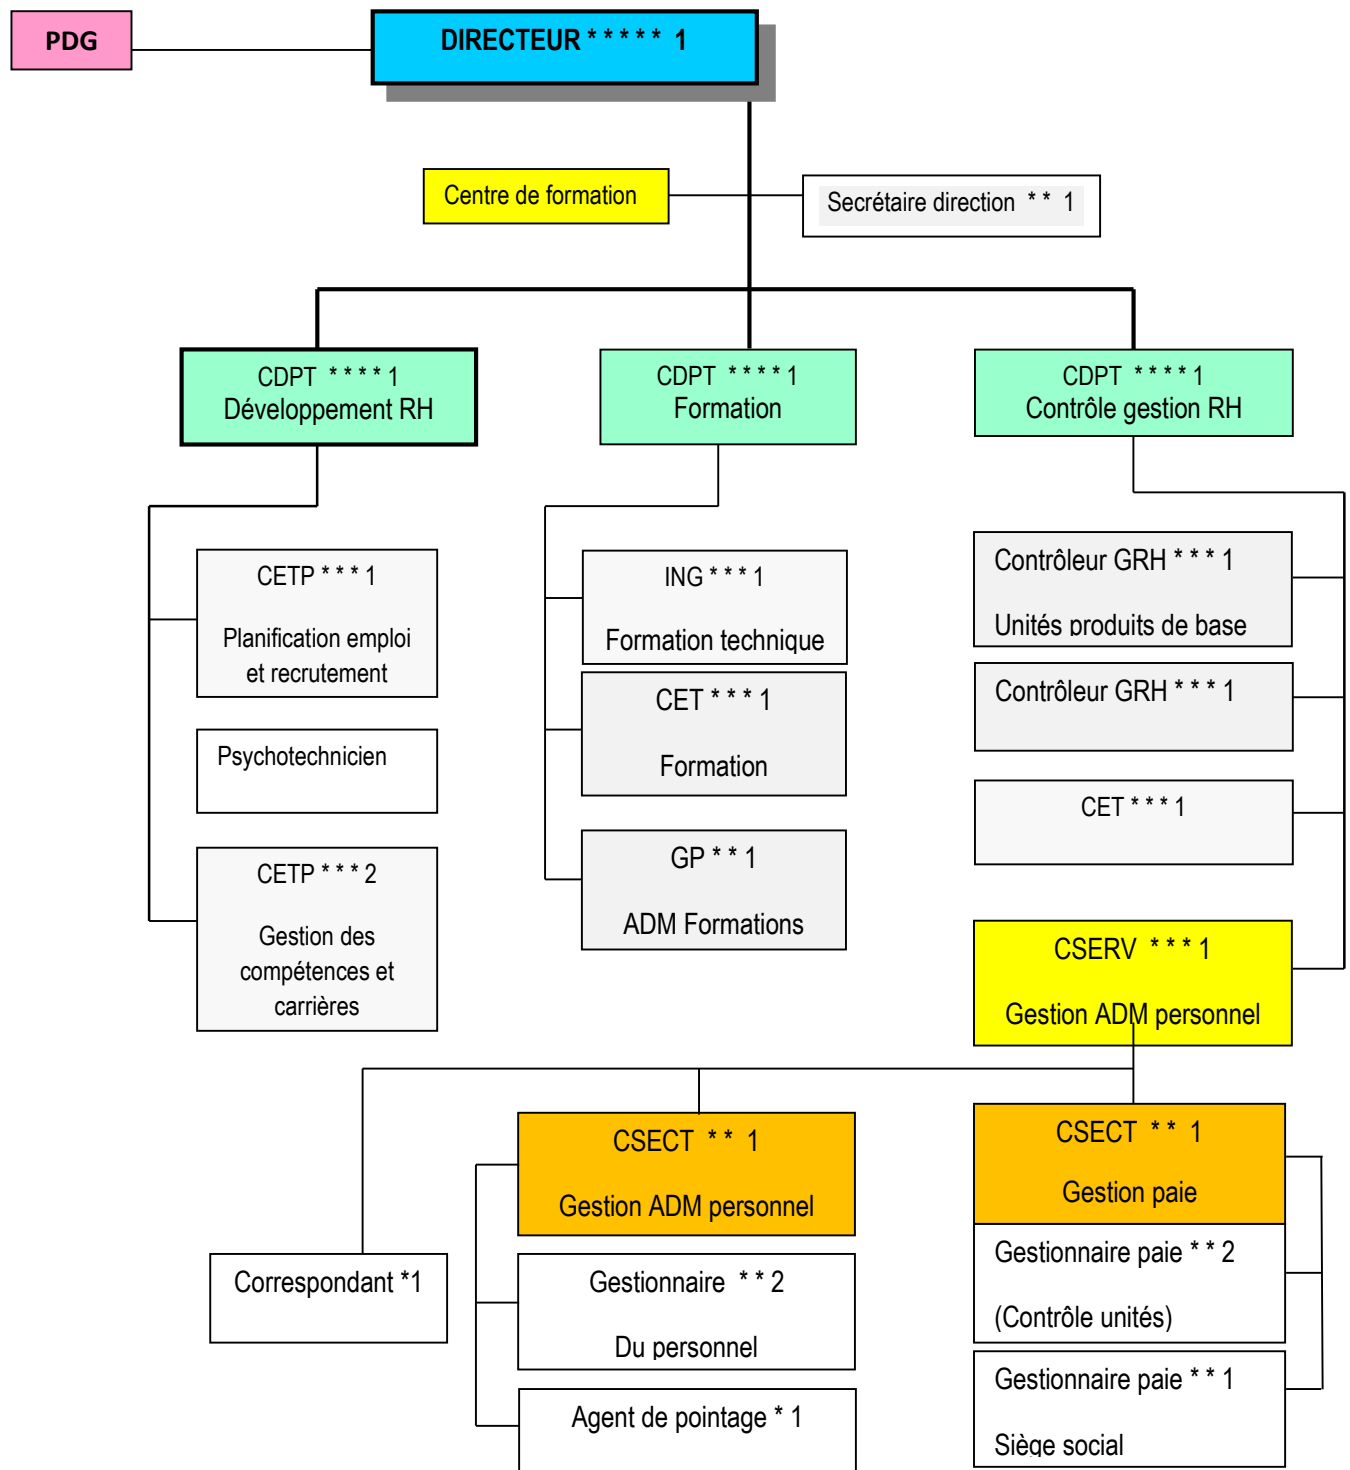 PDG
DIRECTEUR * * * * * 1
Centre de formation
Secrétaire direction * * 1
CDPT * * * * 1
Développement RH
CDPT * * * * 1
Formation
CDPT * * * * 1
Contrôle gestion RH
CETP * * * 1
Planification emploi
et recrutement
Psychotechnicien
CETP * * * 2
Gestion des
compétences et
carrières
ING * * * 1
Formation technique
CET * * * 1
Formation
GP * * 1
ADM Formations
Contrôleur GRH * * * 1
Unités produits de base
Contrôleur GRH * * * 1
CET * * * 1
CSERV * * * 1
Gestion ADM personnel
Correspondant *1
CSECT * * 1
Gestion ADM personnel
Gestionnaire * * 2
Du personnel
Agent de pointage * 1
CSECT * * 1
Gestion paie
Gestionnaire paie * * 2
(Contrôle unités)
Gestionnaire paie * * 1
Siège social